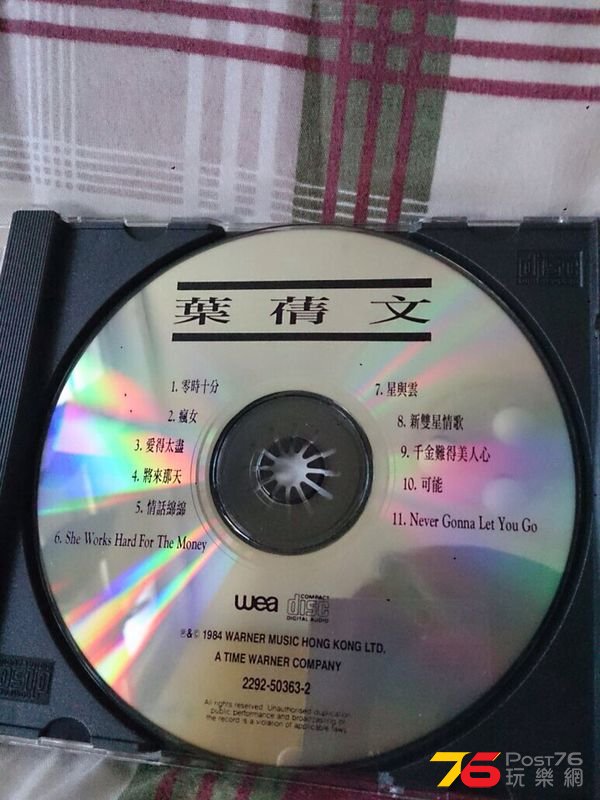 葉蒨文
1. 零時十分
2. 瘋女
3. 愛得太盡
4. 將來那天
5. 情話綿綿
6. She Works Hard For The Money
7. 星與雲
8. 新雙星情歌
9. 千金難得美人心
10. 可能
11. Never Gonna Let You Go
wea
COMPACT
disc
DIGITAL AUDIO
℗&© 1984 WARNER MUSIC HONG KONG LTD.
A TIME WARNER COMPANY
2292-50363-2
All rights reserved. Unauthorised duplication,
public performance and broadcasting of
the record is a violation of applicable laws.
disc
76 POST76
玩樂網